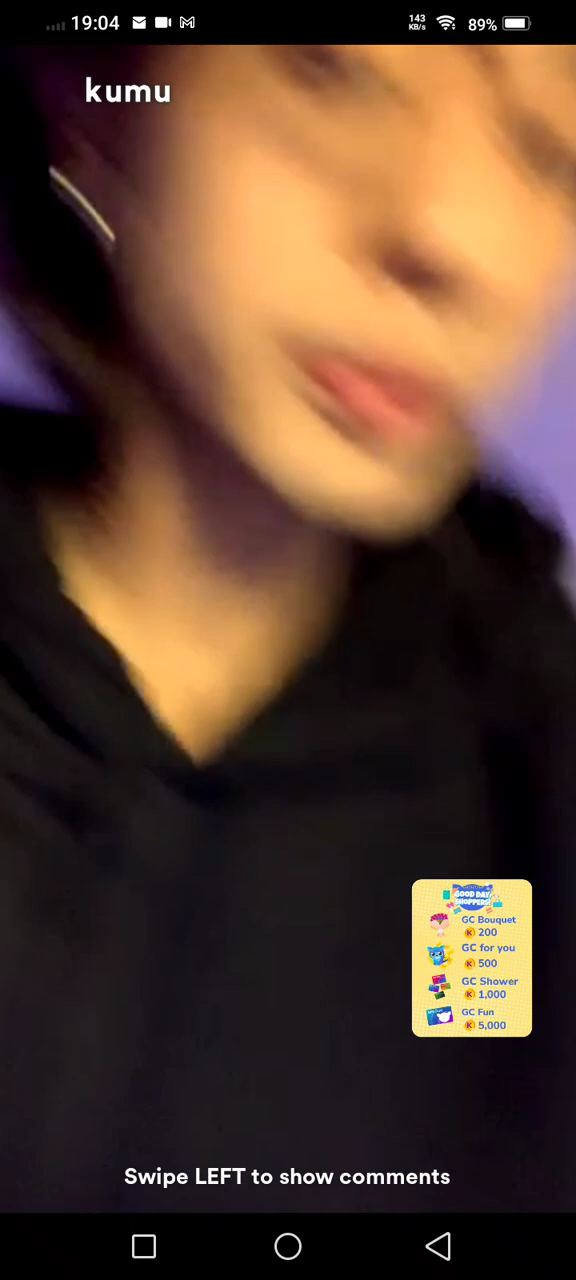 19:04
143
KB/s
89%
kumu
GOOD DAY
SHOPPERS!
GC Bouquet
K 200
GC for you
K 500
GC Shower
K 1,000
GC Fun
K 5,000
Swipe LEFT to show comments